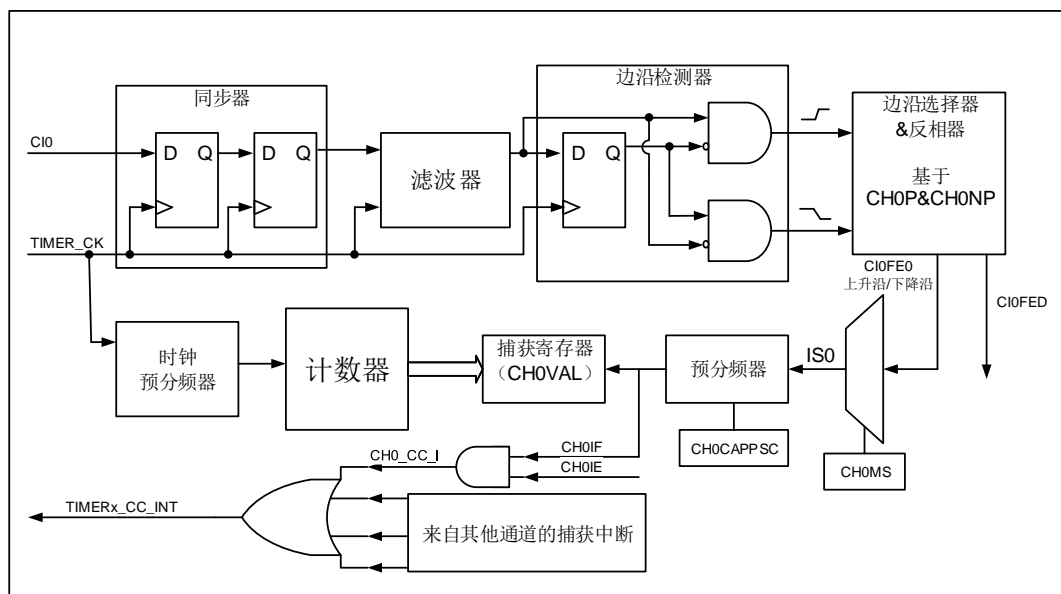 同步器
边沿检测器
CI0
D Q
D Q
滤波器
D Q
边沿选择器
&反相器
基于
CH0P&CH0NP
TIMER_CK
CI0FE0
上升沿/下降沿
CI0FED
时钟
预分频器
计数器
捕获寄存器
（CH0VAL）
预分频器
IS0
CH0CAPPSC
CH0MS
CH0_CC_I
CH0IF
CH0IE
TIMERx_CC_INT
来自其他通道的捕获中断